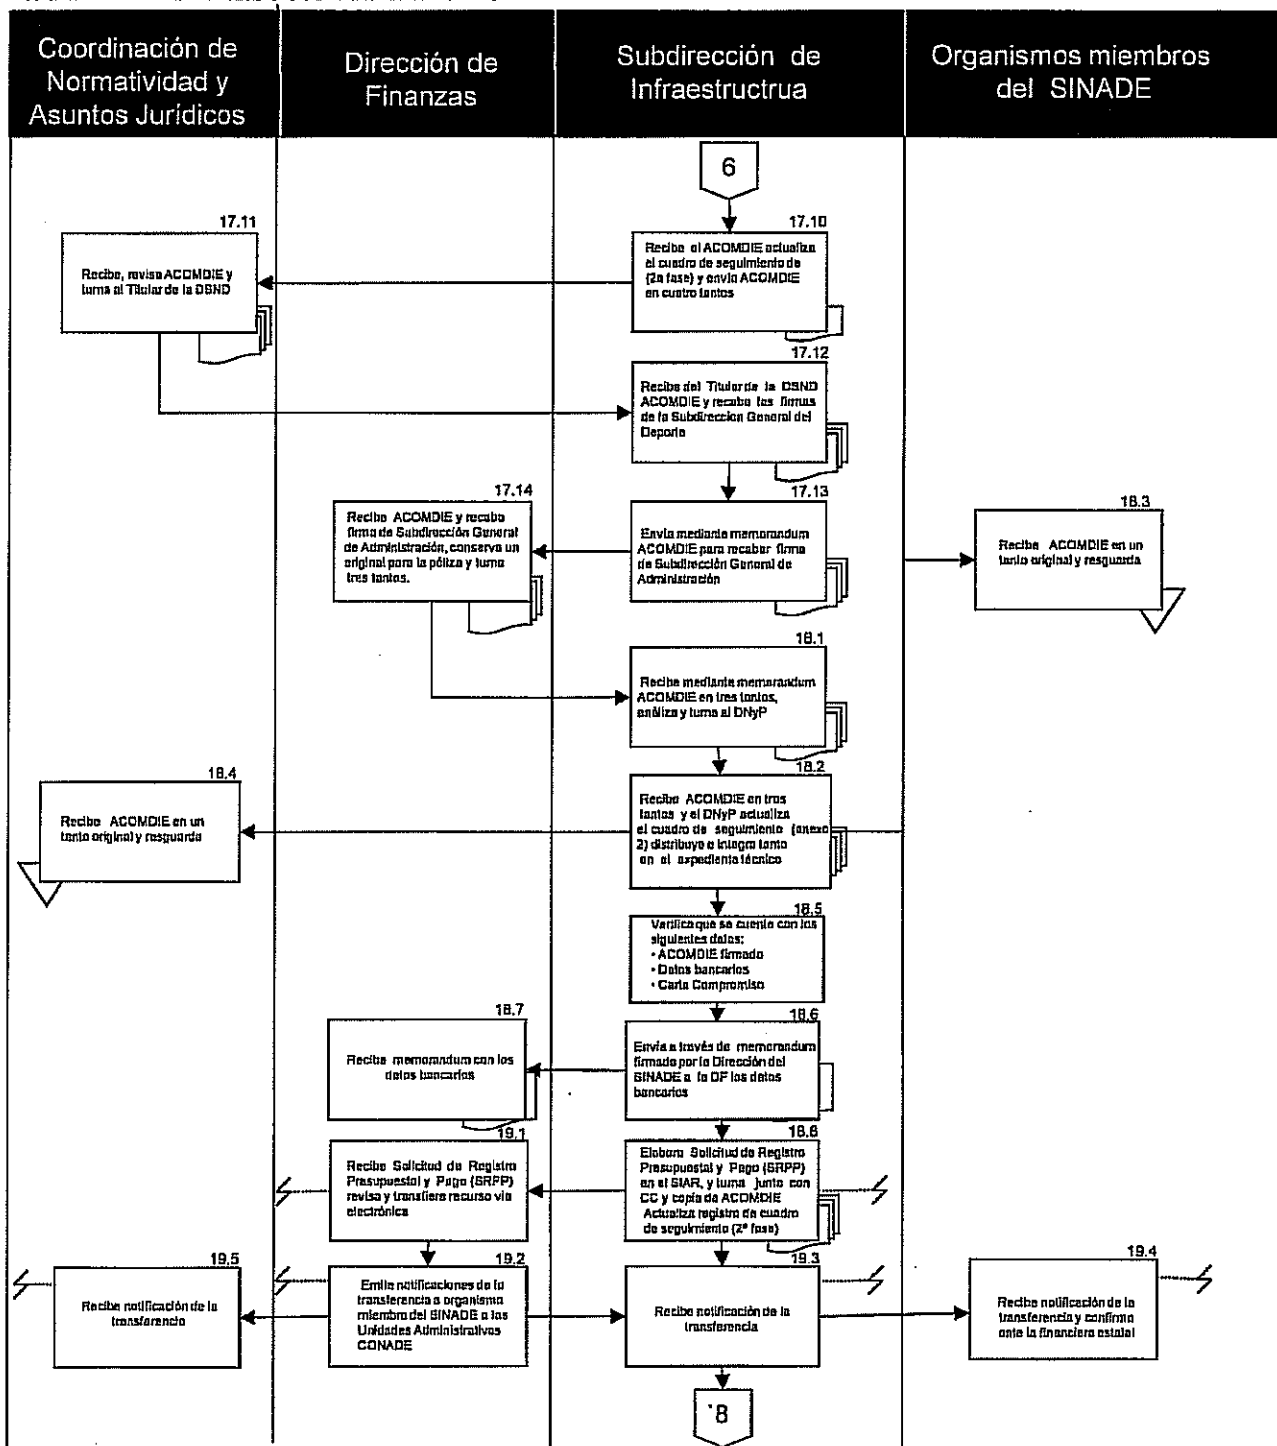 Coordinación de
Normatividad y
Asuntos Jurídicos
Dirección de
Finanzas
Subdirección de
Infraestructrua
Organismos miembros
del SINADE
6
17.11
Recibe, revisa ACOMDIE y
turna al Titular de la DSND
17.10
Recibe el ACOMDIE actualiza
el cuadro de seguimiento de
(2a fase) y envía ACOMDIE
en cuatro tantos
17.12
Recibe del Titular de la DSND
ACOMDIE y recaba las firmas
de la Subdireccion General del
Deporte
17.14
Recibe ACOMDIE y recaba
firma de Subdirección General
de Administración, conserva un
original para la póliza y turna
tres tantos.
17.13
Envía mediante memorandum
ACOMDIE para recabar firma
de Subdirección General de
Administración
18.3
Recibe ACOMDIE en un
tanto original y resguarda
18.1
Recibe mediante memorandum
ACOMDIE en tres tantos,
análiza y turna al DNyP
18.4
Recibe ACOMDIE en un
tanto original y resguarda
18.2
Recibe ACOMDIE en tres
tantos y el DNyP actualiza
el cuadro de seguimiento (anexo
2) distribuye e integra tanto
en el expediente técnico
18.5
Verifica que se cuente con los
siguientes datos:
• ACOMDIE firmado
• Datos bancarios
• Carta Compromiso
18.7
Recibe memorandum con los
datos bancarios
18.6
Envía a través de memorandum
firmado por la Dirección del
SINADE a la DF los datos
bancarios
19.1
Recibe Solicitud de Registro
Presupuestal y Pago (SRPP)
revisa y transfiere recurso vía
electrónica
18.8
Elabora Solicitud de Registro
Presupuestal y Pago (SRPP)
en el SIAR, y turna junto con
CC y copia de ACOMDIE
Actualiza registro de cuadro
de seguimiento (2ª fase)
19.5
Recibe notificación de la
transferencia
19.2
Emite notificaciones de la
transferencia a organismo
miembro del SINADE a las
Unidades Administrativas
CONADE
19.3
Recibe notificación de la
transferencia
19.4
Recibe notificación de la
transferencia y confirma
ante la financiera estatal
8